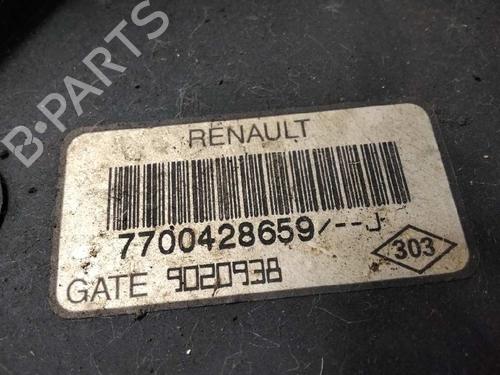 B-PARTS
RENAULT
7700428659/--J
303
GATE 9020938